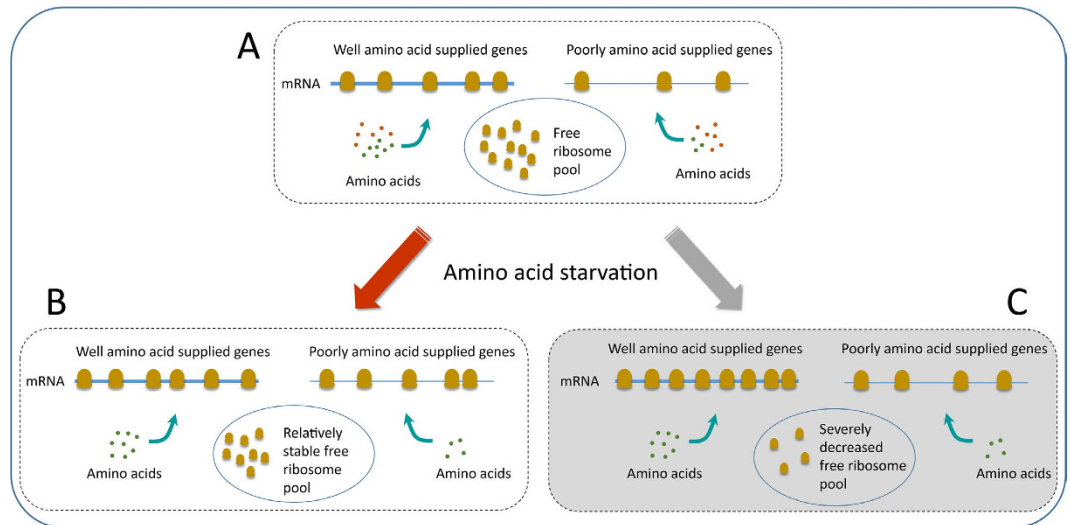 A
Well amino acid supplied genes
Poorly amino acid supplied genes
mRNA
Free
ribosome
pool
Amino acids
Amino acids
Amino acid starvation
B
Well amino acid supplied genes
Poorly amino acid supplied genes
mRNA
Relatively
stable free
ribosome
pool
Amino acids
Amino acids
C
Well amino acid supplied genes
Poorly amino acid supplied genes
mRNA
Severely
decreased
free ribosome
pool
Amino acids
Amino acids